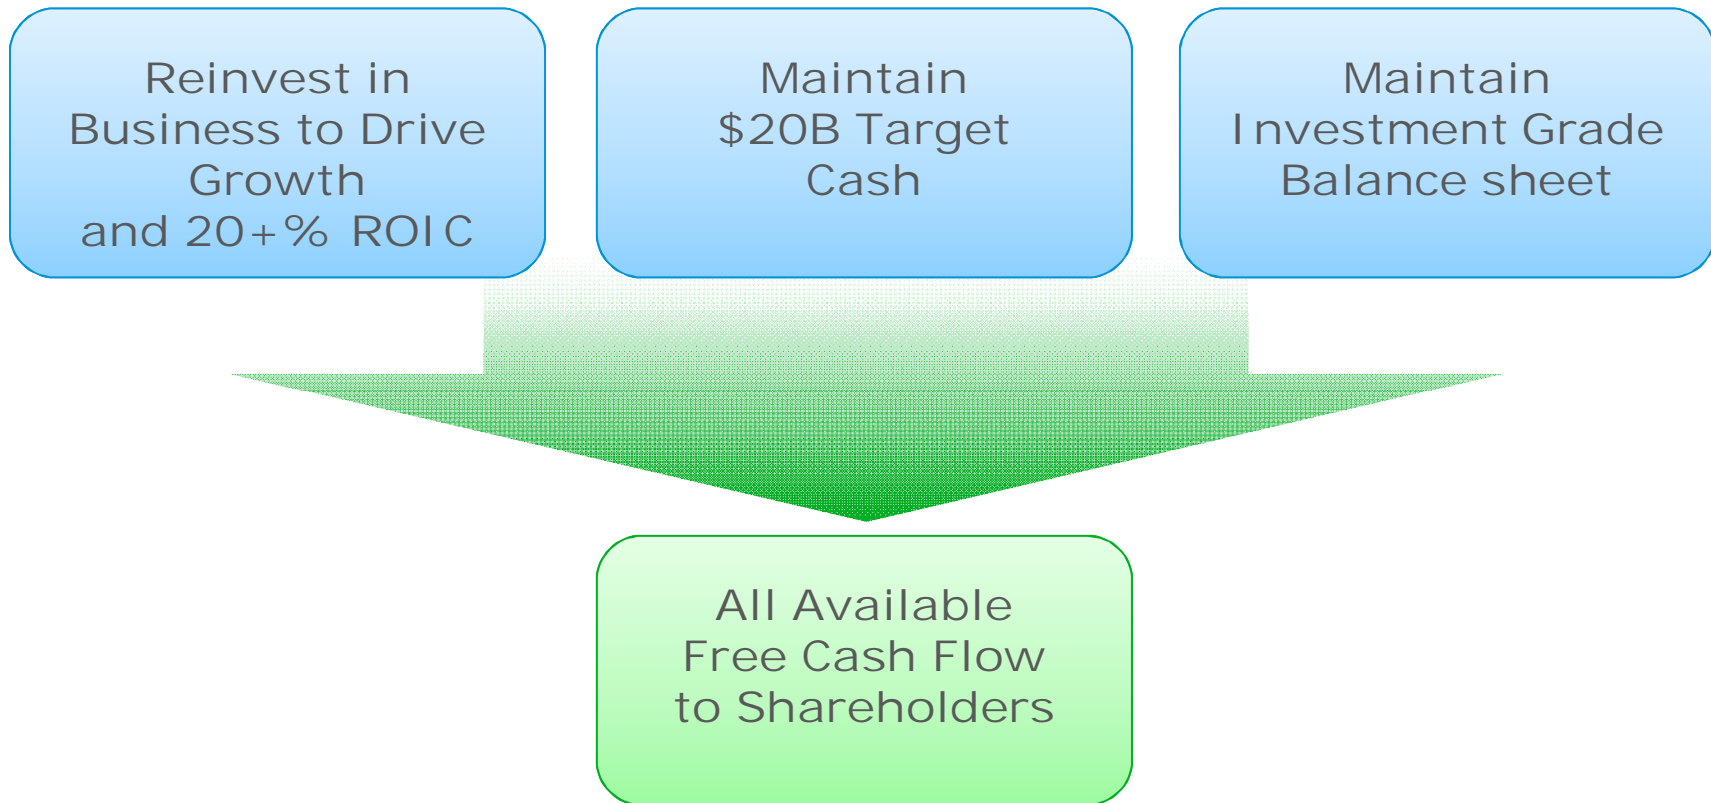 Reinvest in
Business to Drive
Growth
and 20+% ROIC
Maintain
$20B Target
Cash
Maintain
Investment Grade
Balance sheet
All Available
Free Cash Flow
to Shareholders